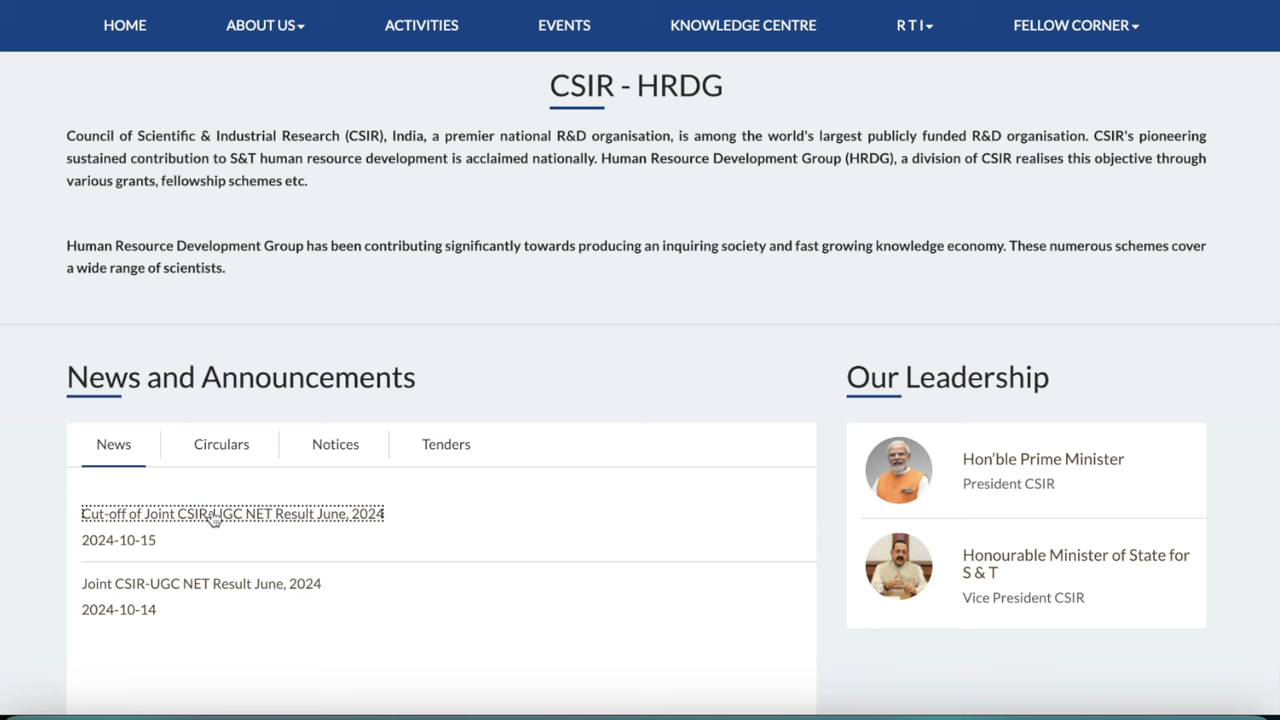 HOME ABOUT US ACTIVITIES EVENTS KNOWLEDGE CENTRE R T I FELLOW CORNER
CSIR - HRDG
Council of Scientific & Industrial Research (CSIR), India, a premier national R&D organisation, is among the world's largest publicly funded R&D organisation. CSIR's pioneering
sustained contribution to S&T human resource development is acclaimed nationally. Human Resource Development Group (HRDG), a division of CSIR realises this objective through
various grants, fellowship schemes etc.
Human Resource Development Group has been contributing significantly towards producing an inquiring society and fast growing knowledge economy. These numerous schemes cover
a wide range of scientists.
News and Announcements
News Circulars Notices Tenders
Cut-off of Joint CSIR-UGC NET Result June, 2024
2024-10-15
Joint CSIR-UGC NET Result June, 2024
2024-10-14
Our Leadership
Hon'ble Prime Minister
President CSIR
Honourable Minister of State for
S & T
Vice President CSIR